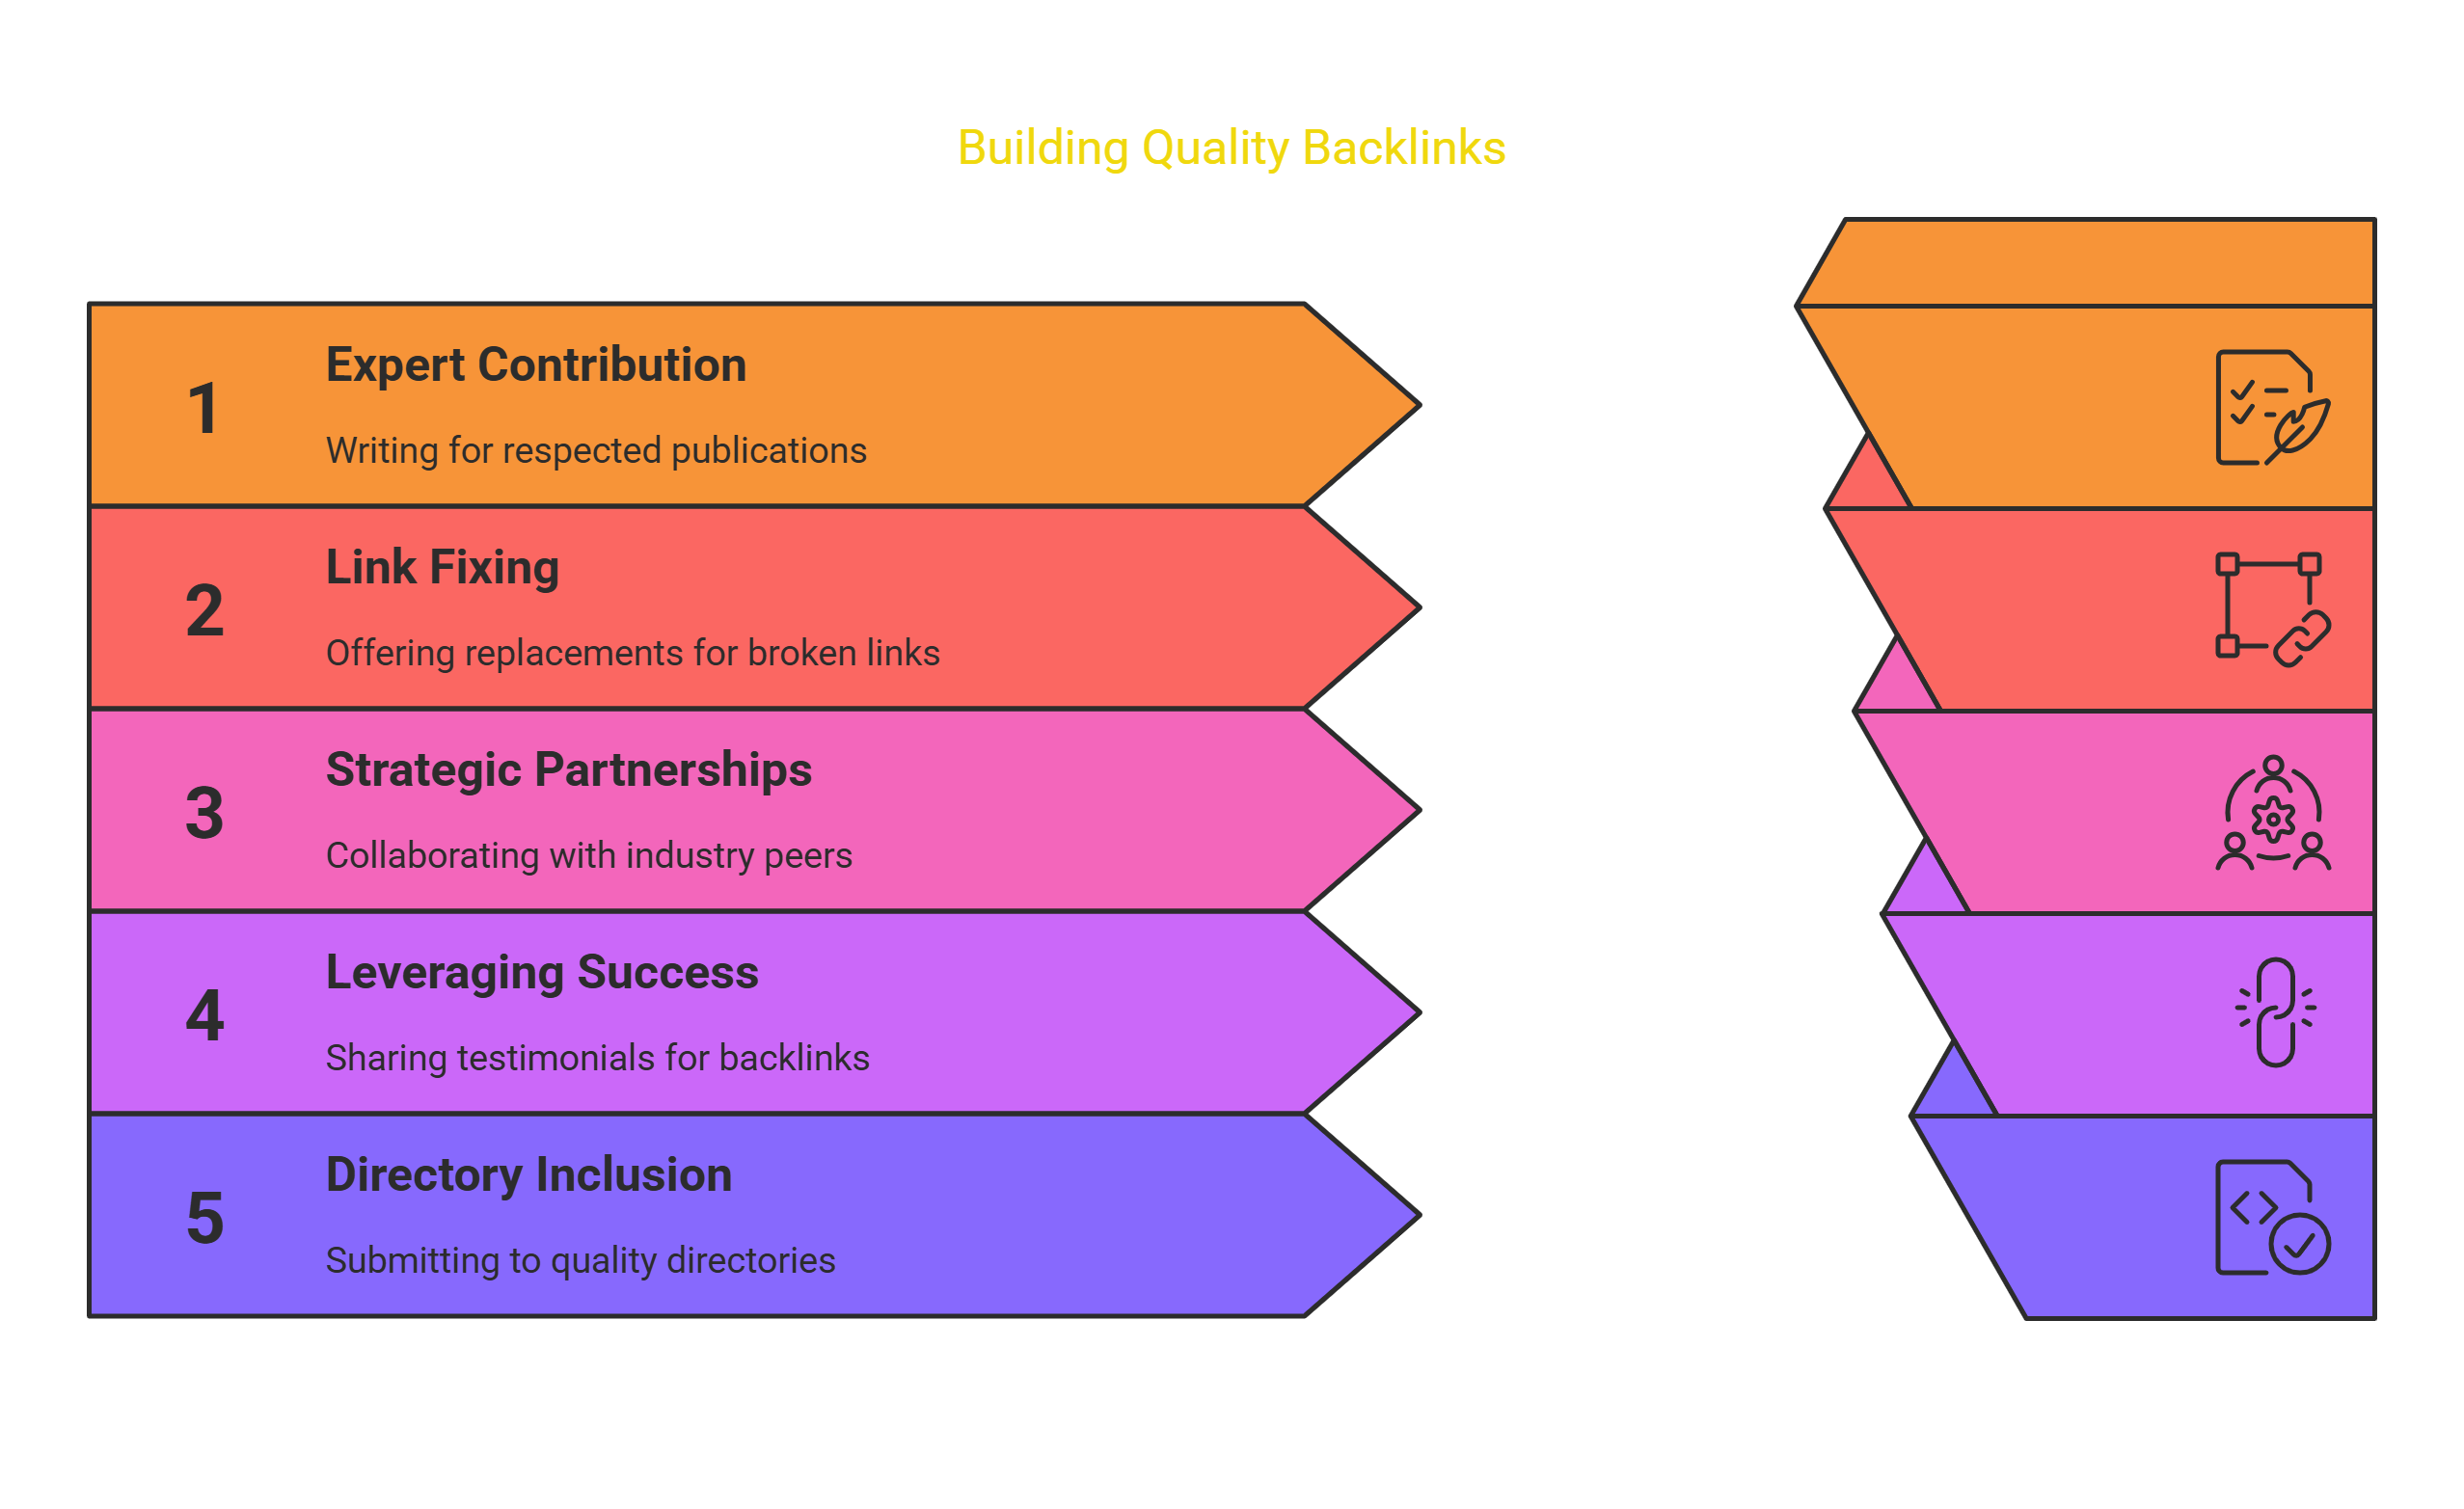 Building Quality Backlinks
1
Expert Contribution
Writing for respected publications
2
Link Fixing
Offering replacements for broken links
3
Strategic Partnerships
Collaborating with industry peers
4
Leveraging Success
Sharing testimonials for backlinks
5
Directory Inclusion
Submitting to quality directories